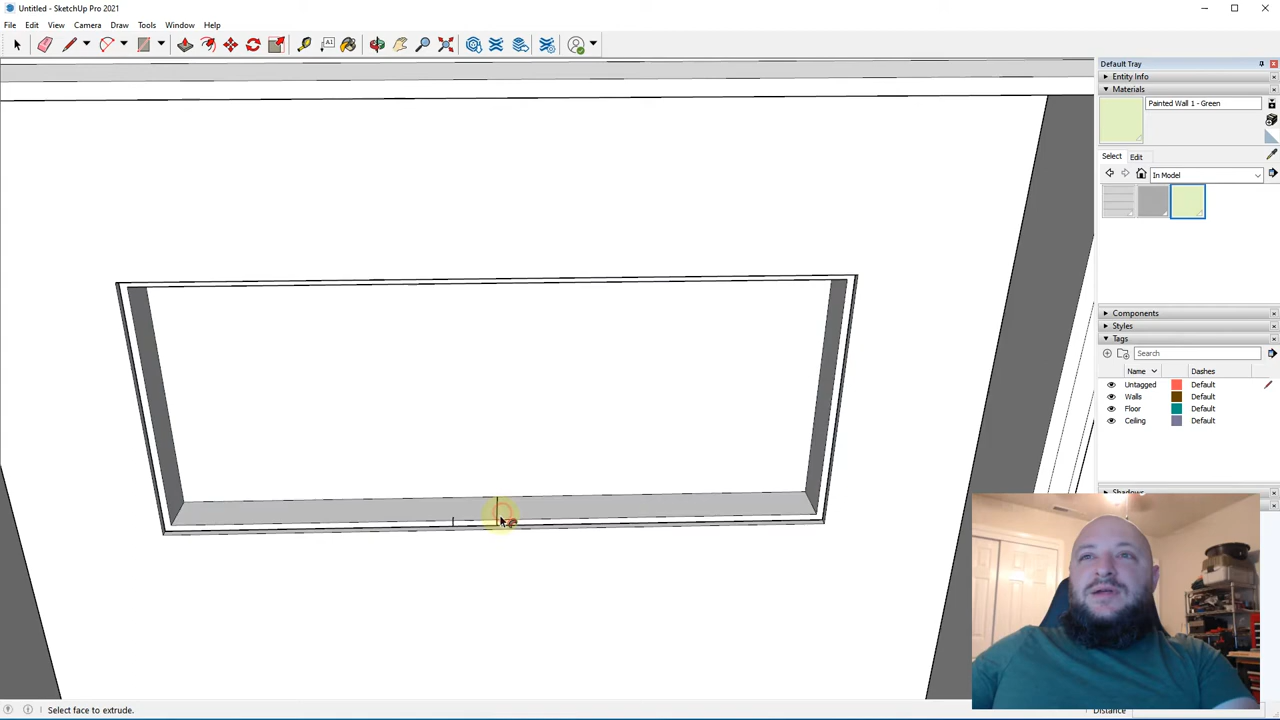 Untitled - SketchUp Pro 2021
File Edit View Camera Draw Tools Window Help
A1
Default Tray
Entity Info
Materials
Painted Wall 1 - Green
Select Edit
In Model
Components
Styles
Tags
Search
Name Dashes
Untagged Default
Walls Default
Floor Default
Ceiling Default
Shadows
Select face to extrude.
Distance